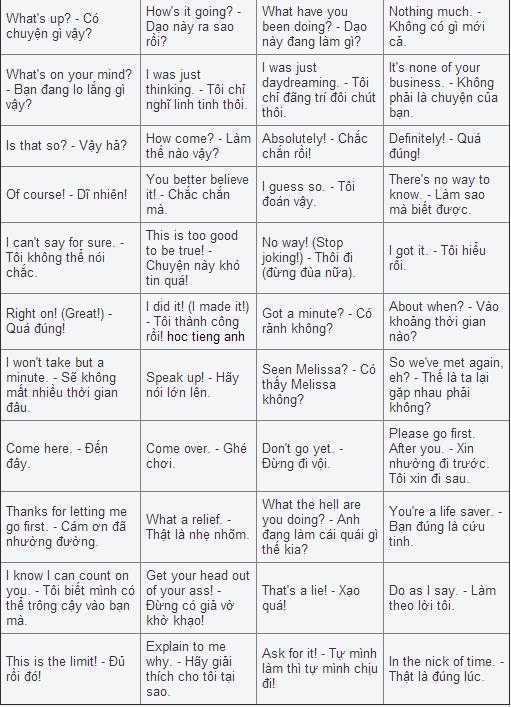 What's up? - Có
chuyện gì vậy?
How's it going? -
Dạo này ra sao
rồi?
What have you
been doing? - Dạo
này đang làm gì?
Nothing much. -
Không có gì mới
cả.
What's on your mind?
- Bạn đang lo lắng gì
vậy?
I was just
thinking. - Tôi chỉ
nghĩ linh tinh thôi.
I was just
daydreaming. - Tôi
chỉ đãng trí đôi chút
thôi.
It's none of your
business. - Không
phải là chuyện của
bạn.
Is that so? - Vậy hả?
How come? - Làm
thế nào vậy?
Absolutely! - Chắc
chắn rồi!
Definitely! - Quá
đúng!
Of course! - Dĩ nhiên!
You better believe
it! - Chắc chắn
mà.
I guess so. - Tôi
đoán vậy.
There's no way to
know. - Làm sao
mà biết được.
I can't say for sure. -
Tôi không thể nói
chắc.
This is too good
to be true! -
Chuyện này khó
tin quá!
No way! (Stop
joking!) - Thôi đi
(đừng đùa nữa).
I got it. - Tôi hiểu
rồi.
Right on! (Great!) -
Quá đúng!
I did it! (I made it!)
- Tôi thành công
rồi! hoc tieng anh
Got a minute? - Có
rảnh không?
About when? - Vào
khoảng thời gian
nào?
I won't take but a
minute. - Sẽ không
mất nhiều thời gian
đâu.
Speak up! - Hãy
nói lớn lên.
Seen Melissa? - Có
thấy Melissa
không?
So we've met again,
eh? - Thế là ta lại
gặp nhau phải
không?
Come here. - Đến
đây.
Come over. - Ghé
chơi.
Don't go yet. -
Đừng đi vội.
Please go first.
After you. - Xin
nhường đi trước.
Tôi xin đi sau.
Thanks for letting me
go first. - Cám ơn đã
nhường đường.
What a relief. -
Thật là nhẹ nhõm.
What the hell are
you doing? - Anh
đang làm cái quái gì
thế kia?
You're a life saver. -
Bạn đúng là cứu
tinh.
I know I can count on
you. - Tôi biết mình có
thể trông cậy vào bạn
mà.
Get your head out
of your ass! -
Đừng có giả vờ
khờ khạo!
That's a lie! - Xạo
quá!
Do as I say. - Làm
theo lời tôi.
This is the limit! - Đủ
rồi đó!
Explain to me
why. - Hãy giải
thích cho tôi tại
sao.
Ask for it! - Tự mình
làm thì tự mình chịu
đi!
In the nick of time. -
Thật là đúng lúc.